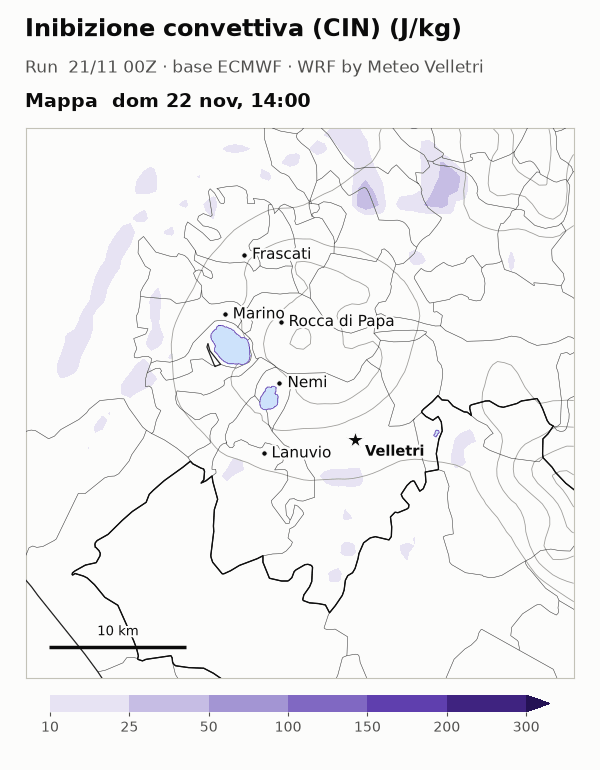 Inibizione convettiva (CIN) (J/kg)
Run  21/11 00Z · base ECMWF · WRF by Meteo Velletri
Mappa  dom 22 nov, 14:00
Frascati
Marino
Rocca di Papa
Nemi
Velletri
Lanuvio
10 km
10 25 50 100 150 200 300